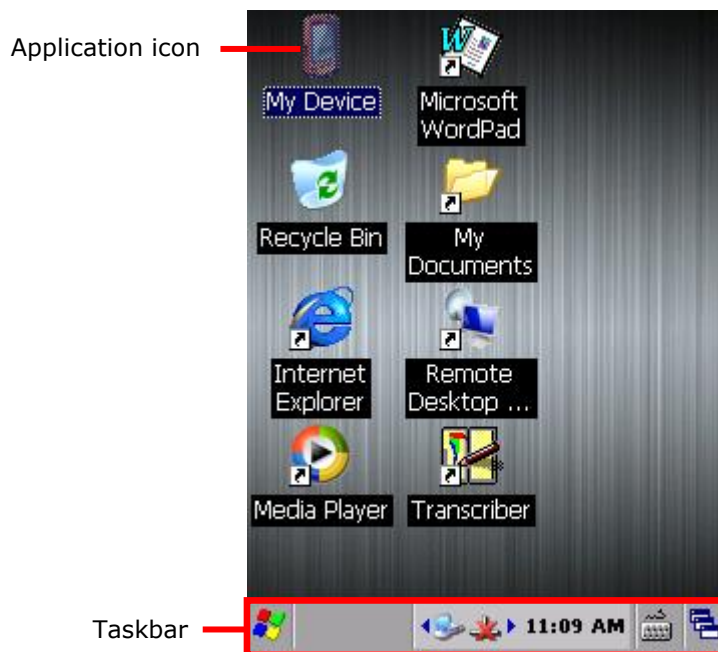 Application icon
My Device
Microsoft
WordPad
Recycle Bin
My
Documents
Internet
Explorer
Remote
Desktop ...
Media Player
Transcriber
Taskbar
11:09 AM